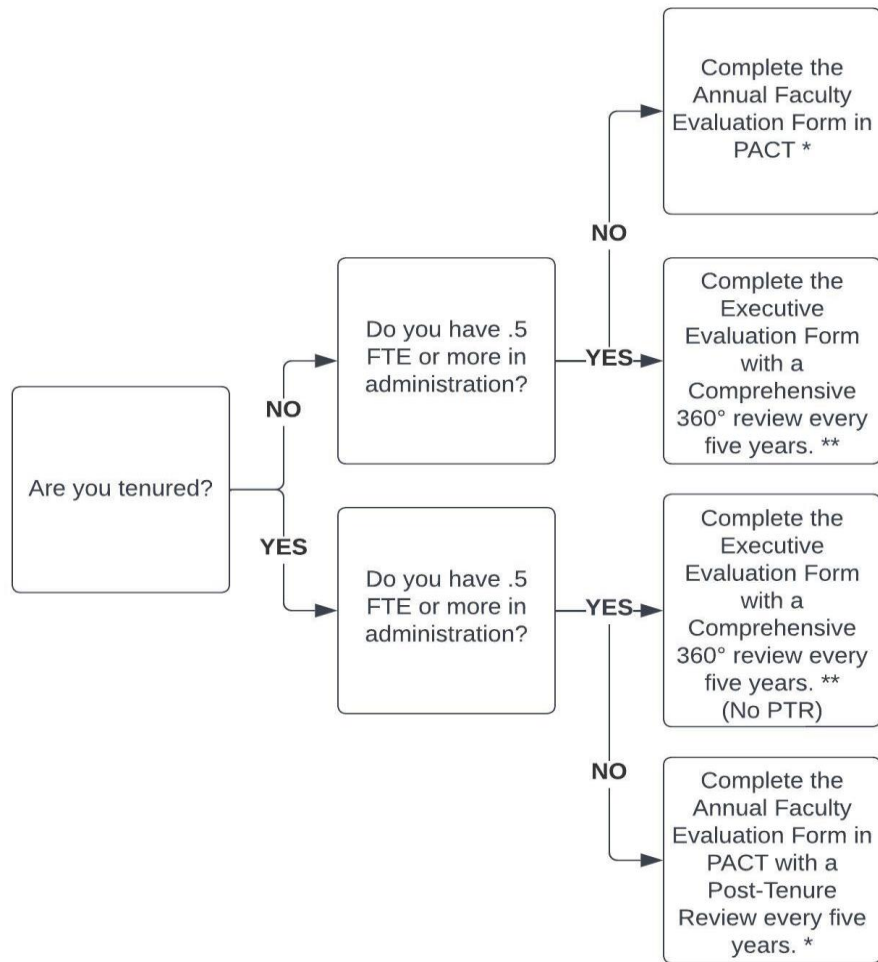 Are you tenured?
NO
YES
Do you have .5
FTE or more in
administration?
NO
YES
Complete the
Annual Faculty
Evaluation Form in
PACT *
Complete the
Executive
Evaluation Form
with a
Comprehensive
360° review every
five years. **
Do you have .5
FTE or more in
administration?
YES
NO
Complete the
Executive
Evaluation Form
with a
Comprehensive
360° review every
five years. **
(No PTR)
Complete the
Annual Faculty
Evaluation Form in
PACT with a
Post-Tenure
Review every five
years. *